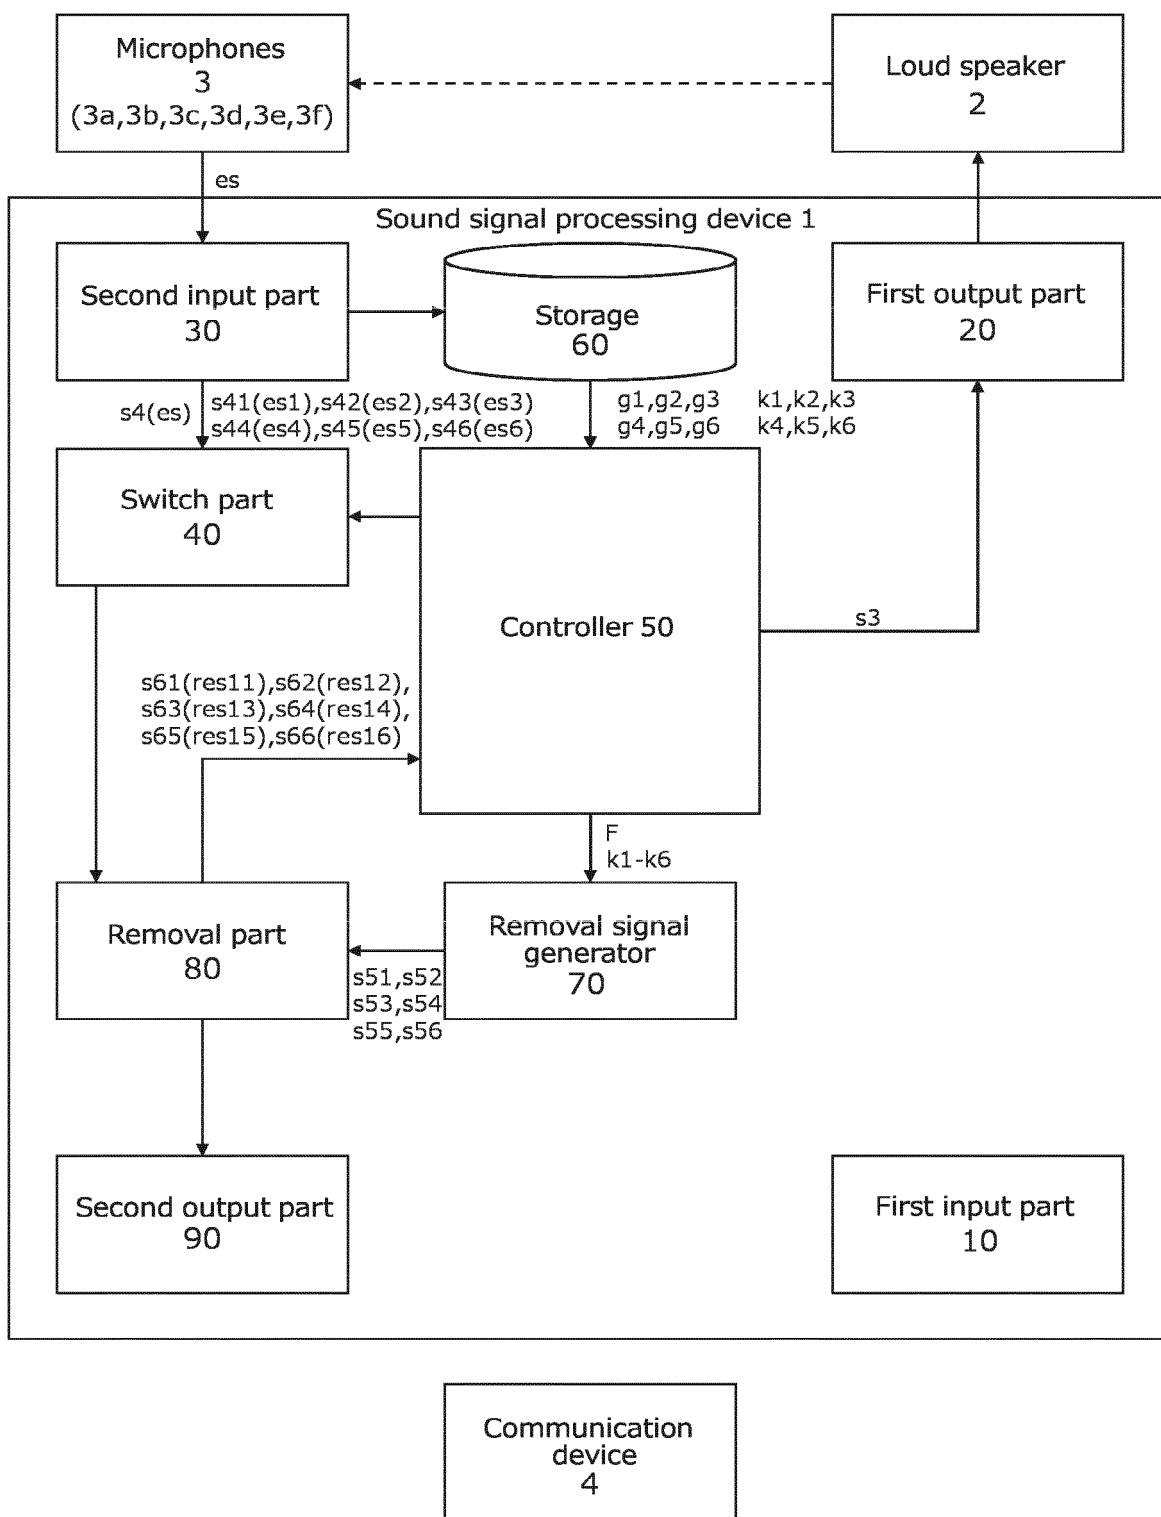 Microphones
3
(3a,3b,3c,3d,3e,3f)
Loud speaker
2
es
Sound signal processing device 1
Second input part
30
Storage
60
First output part
20
s4(es)
s41(es1),s42(es2),s43(es3)
s44(es4),s45(es5),s46(es6)
g1,g2,g3
g4,g5,g6
k1,k2,k3
k4,k5,k6
Switch part
40
Controller 50
s3
s61(res11),s62(res12),
s63(res13),s64(res14),
s65(res15),s66(res16)
F
k1-k6
Removal part
80
Removal signal
generator
70
s51,s52
s53,s54
s55,s56
Second output part
90
First input part
10
Communication
device
4